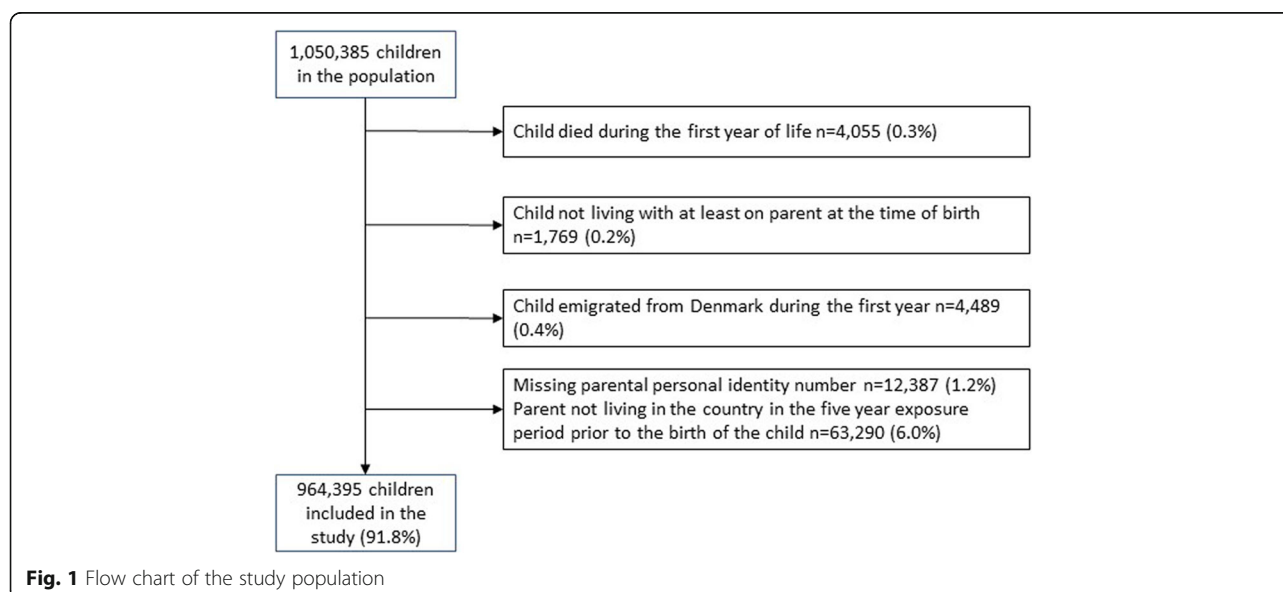 1,050,385 children
in the population
Child died during the first year of life n=4,055 (0.3%)
Child not living with at least on parent at the time of birth
n=1,769 (0.2%)
Child emigrated from Denmark during the first year n=4,489
(0.4%)
Missing parental personal identity number n=12,387 (1.2%)
Parent not living in the country in the five year exposure
period prior to the birth of the child n=63,290 (6.0%)
964,395 children
included in the
study (91.8%)
Fig. 1 Flow chart of the study population